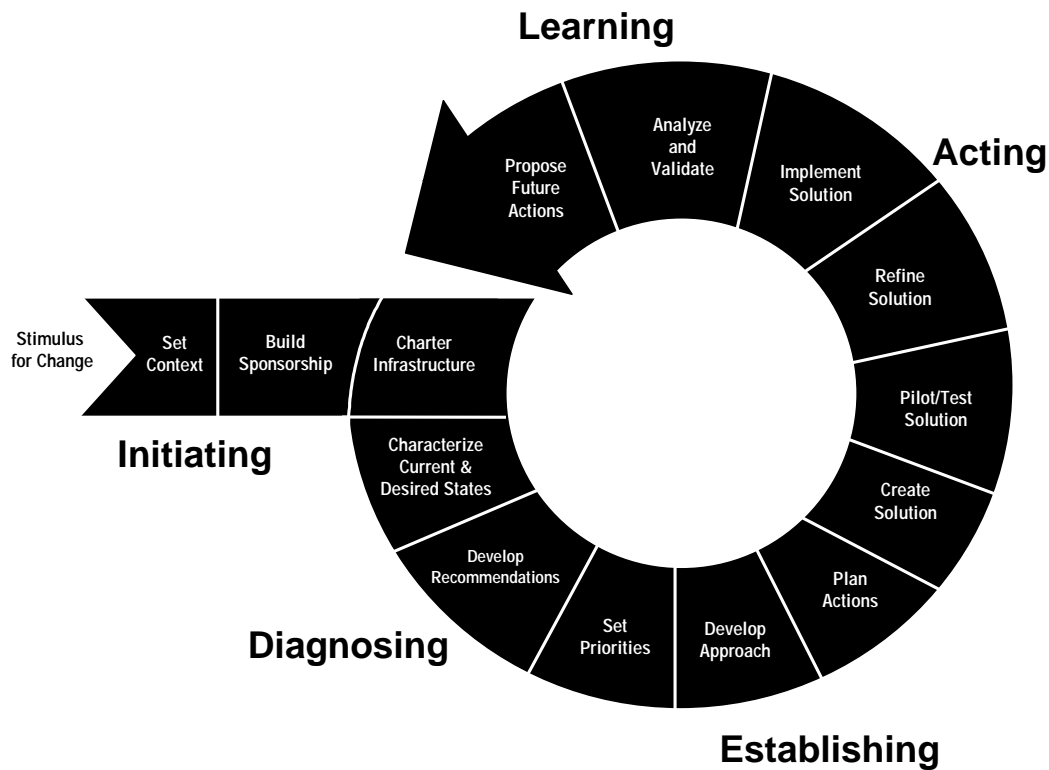 Learning
Acting
Analyze
and
Validate
Propose
Future
Actions
Implement
Solution
Refine
Solution
Stimulus
for Change
Set
Context
Build
Sponsorship
Charter
Infrastructure
Pilot/Test
Solution
Initiating
Characterize
Current &
Desired States
Create
Solution
Develop
Recommendations
Plan
Actions
Diagnosing
Set
Priorities
Develop
Approach
Establishing